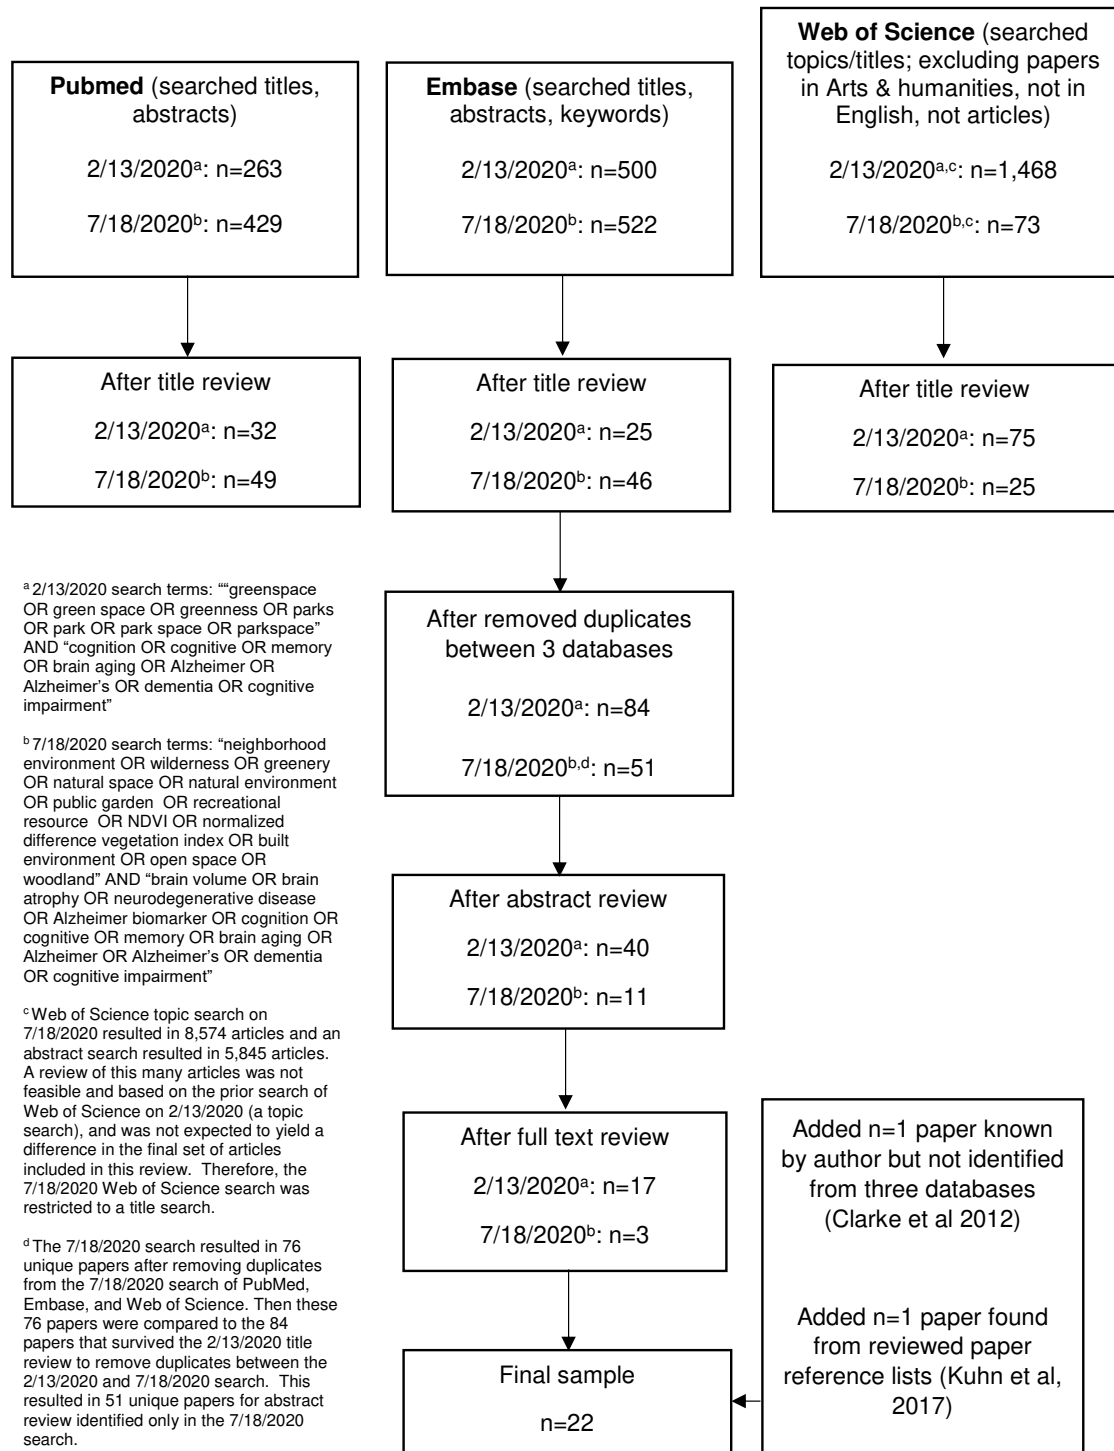 Pubmed (searched titles,
abstracts)
2/13/2020a: n=263
7/18/2020b: n=429
Embase (searched titles,
abstracts, keywords)
2/13/2020a: n=500
7/18/2020b: n=522
Web of Science (searched
topics/titles; excluding papers
in Arts & humanities, not in
English, not articles)
2/13/2020a,c: n=1,468
7/18/2020b,c: n=73
After title review
2/13/2020a: n=32
7/18/2020b: n=49
After title review
2/13/2020a: n=25
7/18/2020b: n=46
After title review
2/13/2020a: n=75
7/18/2020b: n=25
After removed duplicates
between 3 databases
2/13/2020a: n=84
7/18/2020b,d: n=51
After abstract review
2/13/2020a: n=40
7/18/2020b: n=11
After full text review
2/13/2020a: n=17
7/18/2020b: n=3
Added n=1 paper known
by author but not identified
from three databases
(Clarke et al 2012)
Added n=1 paper found
from reviewed paper
reference lists (Kuhn et al,
2017)
Final sample
n=22
a 2/13/2020 search terms: ““greenspace
OR green space OR greenness OR parks
OR park OR park space OR parkspace”
AND “cognition OR cognitive OR memory
OR brain aging OR Alzheimer OR
Alzheimer’s OR dementia OR cognitive
impairment”
b 7/18/2020 search terms: “neighborhood
environment OR wilderness OR greenery
OR natural space OR natural environment
OR public garden OR recreational
resource OR NDVI OR normalized
difference vegetation index OR built
environment OR open space OR
woodland” AND “brain volume OR brain
atrophy OR neurodegenerative disease
OR Alzheimer biomarker OR cognition OR
cognitive OR memory OR brain aging OR
Alzheimer OR Alzheimer’s OR dementia
OR cognitive impairment”
c Web of Science topic search on
7/18/2020 resulted in 8,574 articles and an
abstract search resulted in 5,845 articles.
A review of this many articles was not
feasible and based on the prior search of
Web of Science on 2/13/2020 (a topic
search), and was not expected to yield a
difference in the final set of articles
included in this review. Therefore, the
7/18/2020 Web of Science search was
restricted to a title search.
d The 7/18/2020 search resulted in 76
unique papers after removing duplicates
from the 7/18/2020 search of PubMed,
Embase, and Web of Science. Then these
76 papers were compared to the 84
papers that survived the 2/13/2020 title
review to remove duplicates between the
2/13/2020 and 7/18/2020 search. This
resulted in 51 unique papers for abstract
review identified only in the 7/18/2020
search.